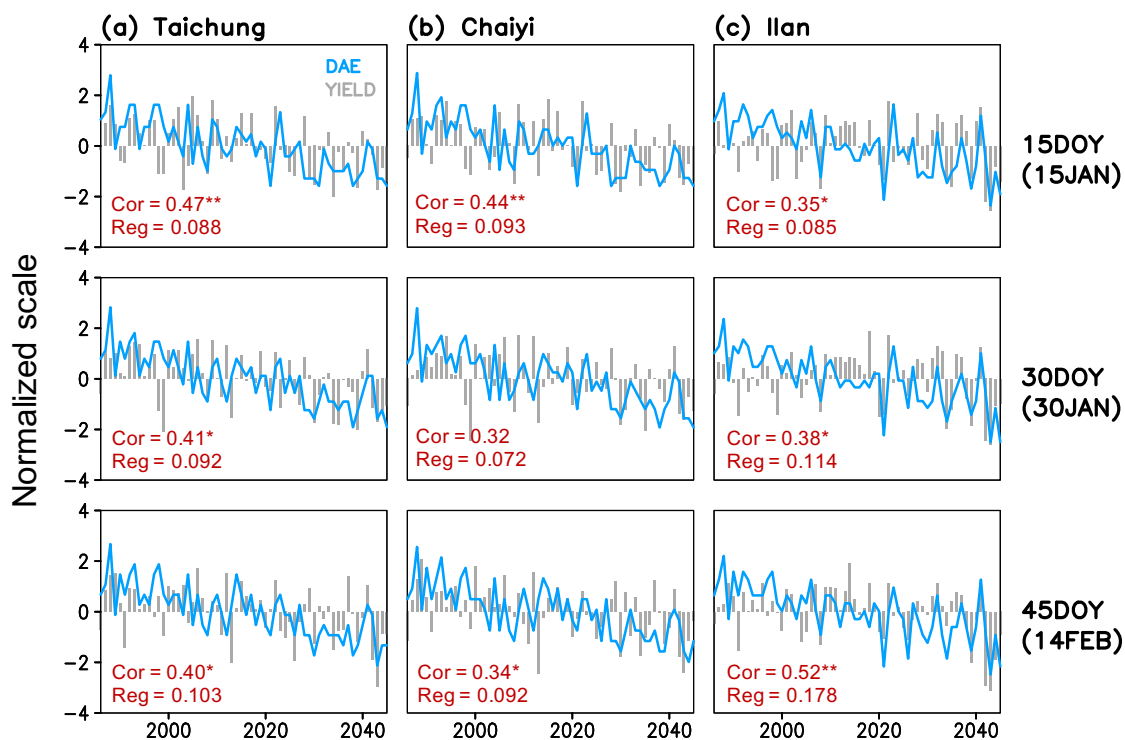 (a) Taichung
(b) Chaiyi
(c) Ilan
DAE
YIELD
4
2
0
−2
−4
Cor = 0.47**
Reg = 0.088
Cor = 0.44**
Reg = 0.093
Cor = 0.35*
Reg = 0.085
15DOY
(15JAN)
Normalized scale
4
2
0
−2
−4
Cor = 0.41*
Reg = 0.092
Cor = 0.32
Reg = 0.072
Cor = 0.38*
Reg = 0.114
30DOY
(30JAN)
4
2
0
−2
−4
Cor = 0.40*
Reg = 0.103
Cor = 0.34*
Reg = 0.092
Cor = 0.52**
Reg = 0.178
45DOY
(14FEB)
2000 2020 2040
2000 2020 2040
2000 2020 2040